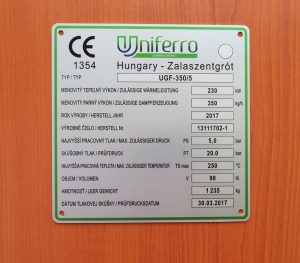 CE
1354
Uniferro
Hungary - Zalaszentgrót
TYP / TYP UGF-350/5
MENOVITÝ TEPELNÝ VÝKON / ZULÄSSIGE WÄRMELEISTUNG 230 kW
MENOVITÝ PARNÝ VÝKON / ZULÄSSIGE DAMPFERZEUGUNG 350 kg/h
ROK VÝROBY / HERSTELL JAHR 2017
VÝROBNÉ ČÍSLO / HERSTELL Nr. 13111702-1
NAJVYŠŠÍ PRACOVNÝ TLAK / MAX. ZULÄSSIGER DRUCK PS 5,0 bar
SKÚŠOBNÝ TLAK / PRÜFDRUCK PT 20,0 bar
NAJVYŠŠIA PRACOVNÁ TEPLOTA / MAX. ZULÄSSIGER TEMPERATUR TS max 250 °C
OBJEM / VOLUMEN V 98 lit.
HMOTNOSŤ / LEER GEWICHT 1 235 kg
DÁTUM TLAKOVEJ SKÚŠKY / PRÜFDRUCKSDATUM 30.03.2017